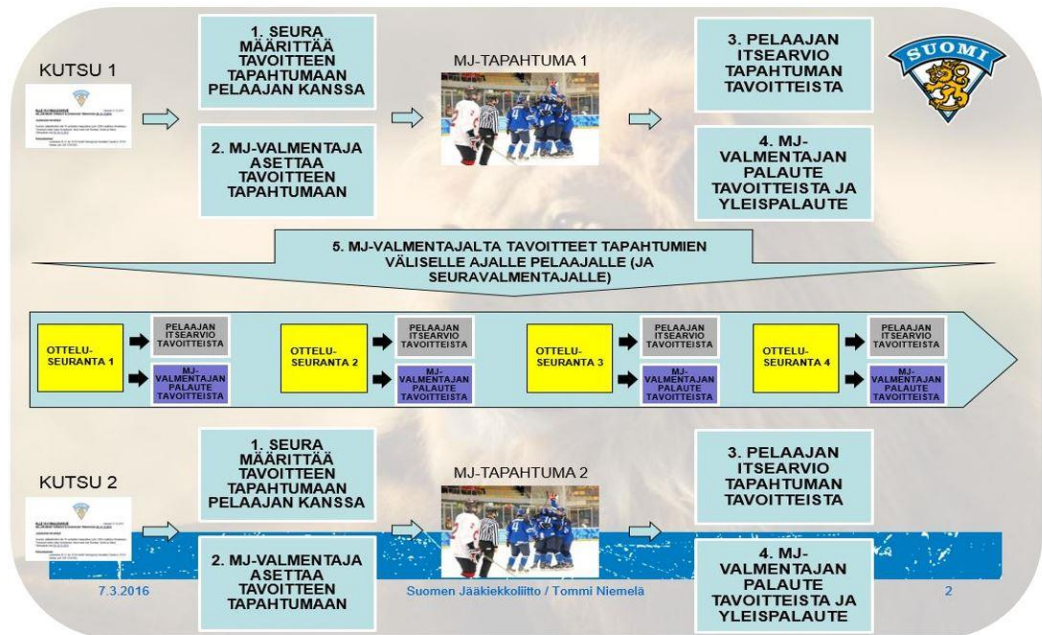 KUTSU 1
1. SEURA
MÄÄRITTÄÄ
TAVOITTEEN
TAPAHTUMAAN
PELAAJAN KANSSA
2. MJ-VALMENTAJA
ASETTAA
TAVOITTEEN
TAPAHTUMAAN
MJ-TAPAHTUMA 1
3. PELAAJAN
ITSEARVIO
TAPAHTUMAN
TAVOITTEISTA
4. MJ-
VALMENTAJAN
PALAUTE
TAVOITTEISTA JA
YLEISPALAUTE
SUOMI
5. MJ-VALMENTAJALTA TAVOITTEET TAPAHTUMIEN
VÄLISELLE AJALLE PELAAJALLE (JA
SEURAVALMENTAJALLE)
OTTELU-
SEURANTA 1
PELAAJAN
ITSEARVIO
TAVOITTEISTA
MJ-
VALMENTAJAN
PALAUTE
TAVOITTEISTA
OTTELU-
SEURANTA 2
PELAAJAN
ITSEARVIO
TAVOITTEISTA
MJ-
VALMENTAJAN
PALAUTE
TAVOITTEISTA
OTTELU-
SEURANTA 3
PELAAJAN
ITSEARVIO
TAVOITTEISTA
MJ-
VALMENTAJAN
PALAUTE
TAVOITTEISTA
OTTELU-
SEURANTA 4
PELAAJAN
ITSEARVIO
TAVOITTEISTA
MJ-
VALMENTAJAN
PALAUTE
TAVOITTEISTA
KUTSU 2
1. SEURA
MÄÄRITTÄÄ
TAVOITTEEN
TAPAHTUMAAN
PELAAJAN KANSSA
2. MJ-VALMENTAJA
ASETTAA
TAVOITTEEN
TAPAHTUMAAN
MJ-TAPAHTUMA 2
3. PELAAJAN
ITSEARVIO
TAPAHTUMAN
TAVOITTEISTA
4. MJ-
VALMENTAJAN
PALAUTE
TAVOITTEISTA JA
YLEISPALAUTE
7.3.2016
Suomen Jääkiekkoliitto / Tommi Niemelä
2